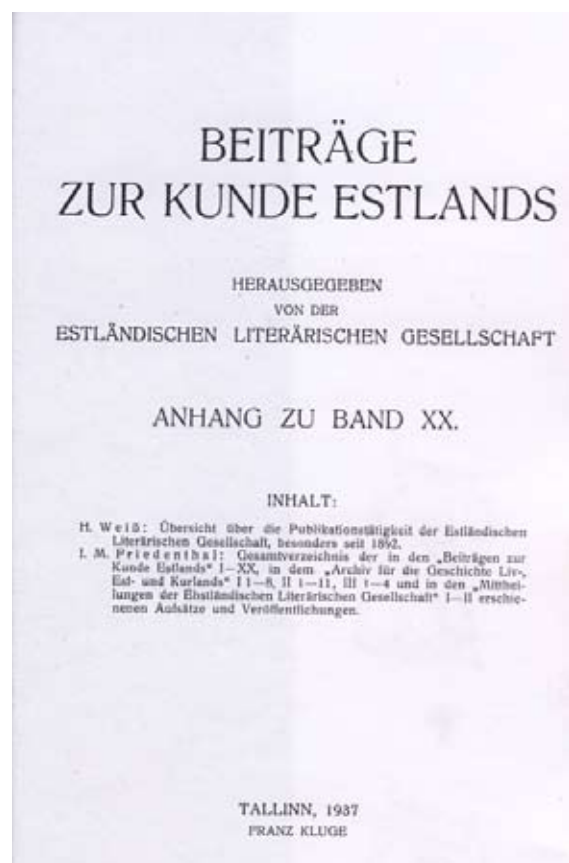 BEITRÄGE
ZUR KUNDE ESTLANDS
HERAUSGEGEBEN
VON DER
ESTLÄNDISCHEN LITERÄRISCHEN GESELLSCHAFT
ANHANG ZU BAND XX.
INHALT:
H. Weiß: Übersicht über die Publikationstätigkeit der Estländischen
Literärischen Gesellschaft, besonders seit 1892.
I. M. Friedenthal: Gesamtverzeichnis der in den „Beiträgen zur
Kunde Estlands“ I—XX, in dem „Archiv für die Geschichte Liv-,
Est- und Kurlands“ I 1—8, II 1—11, III 1—4 und in den „Mitthei-
lungen der Ehstländischen Literärischen Gesellschaft“ I—II erschie-
nenen Aufsätze und Veröffentlichungen.
TALLINN, 1937
FRANZ KLUGE